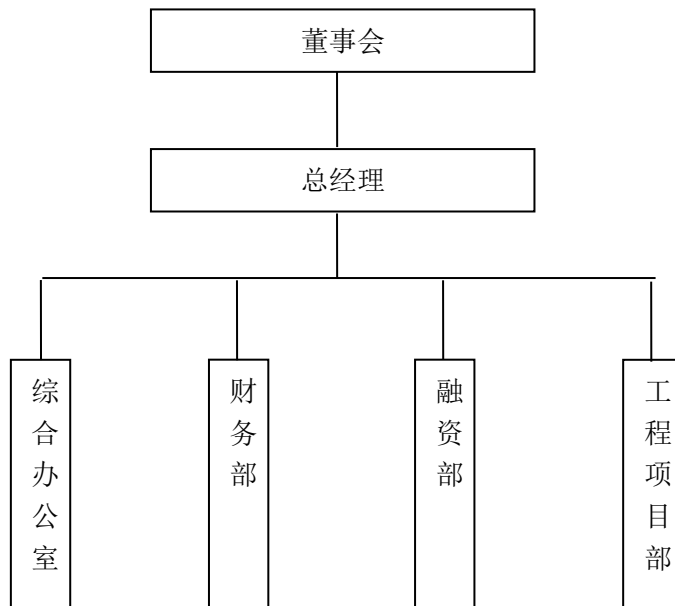 董事会
总经理
综合办公室
财务部
融资部
工程项目部